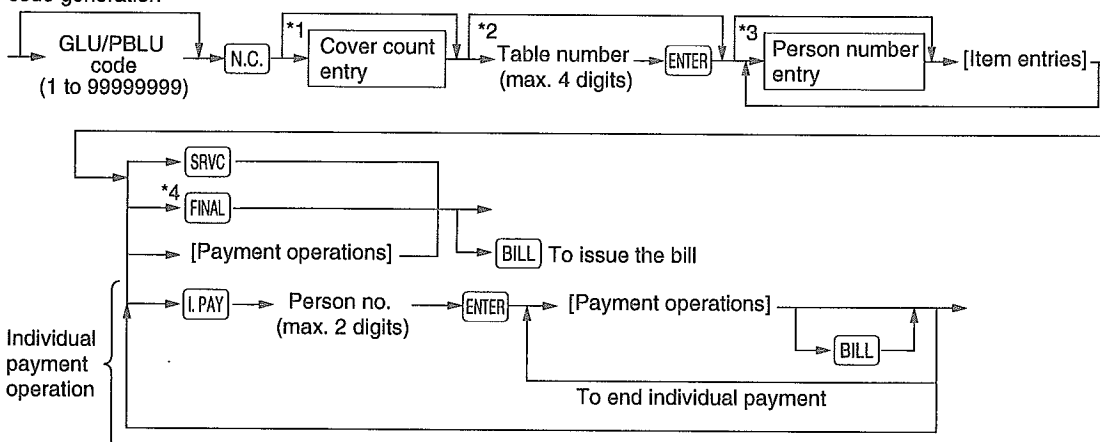 code generation
GLU/PBLU
code
(1 to 99999999)
N.C.
*1
Cover count
entry
*2
Table number
(max. 4 digits)
ENTER
*3
Person number
entry
[Item entries]
SRVC
*4
FINAL
[Payment operations]
BILL To issue the bill
I.PAY
Person no.
(max. 2 digits)
ENTER
[Payment operations]
BILL
Individual
payment
operation
To end individual payment